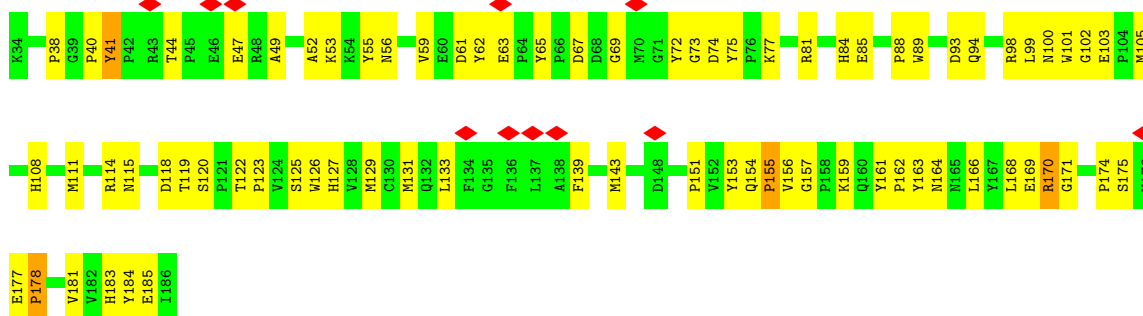 K34 P38 G39 P40 Y41 P42 R43 T44 P45 E46 E47 R48 A49 A52 K53 K54 Y55 N56 V59 E60 D61 Y62 E63 P64 Y65 P66 D67 D68 G69 M70 G71 Y72 G73 D74 Y75 P76 K77 R81 H84 E85 P88 W89 D93 Q94 R98 L99 N100 W101 G102 E103 P104 M105
H108 M111 R114 N115 D118 T119 S120 P121 T122 P123 V124 S125 W126 H127 V128 M129 C130 M131 Q132 L133 F134 G135 F136 L137 A138 F139 M143 D148 P151 V152 Y153 Q154 P155 V156 G157 P158 K159 Q160 Y161 P162 Y163 N164 N165 L166 Y167 L168 E169 R170 G171 P174 S175
E177 P178 V181 V182 H183 Y184 E185 I186